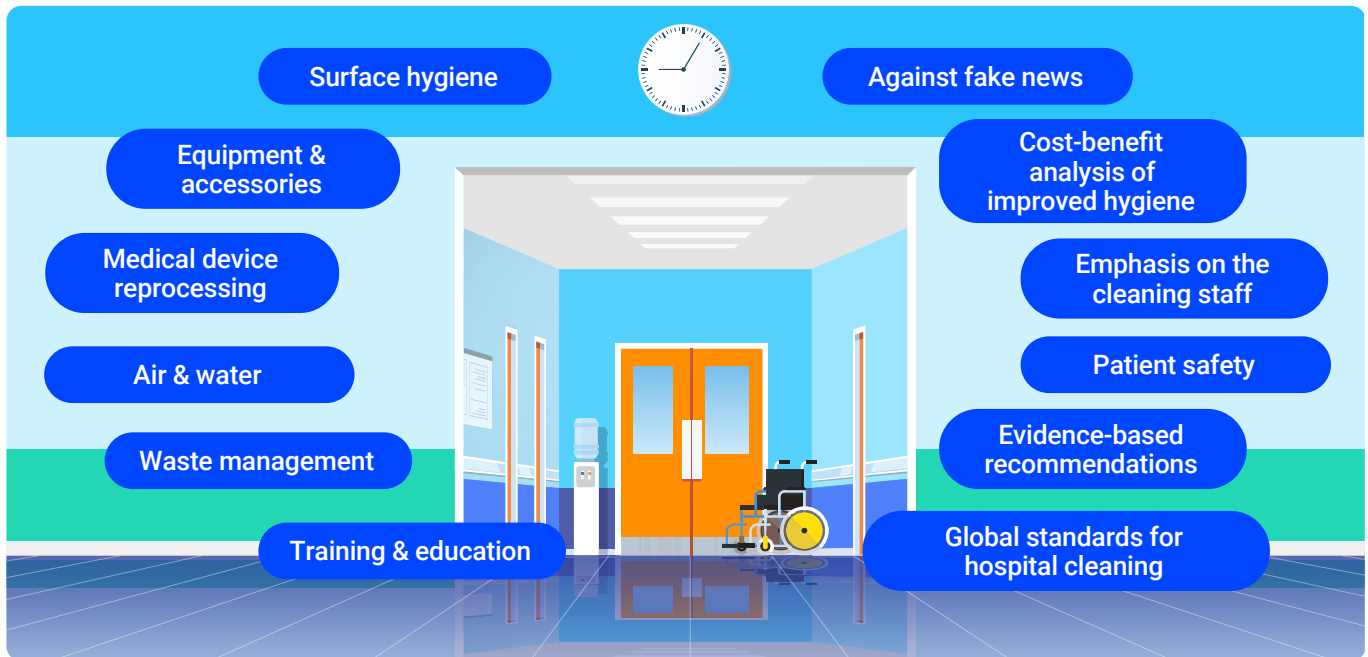 Surface hygiene
Against fake news
Equipment &
accessories
Cost-benefit
analysis of
improved hygiene
Medical device
reprocessing
Emphasis on the
cleaning staff
Air & water
Patient safety
Waste management
Evidence-based
recommendations
Training & education
Global standards for
hospital cleaning